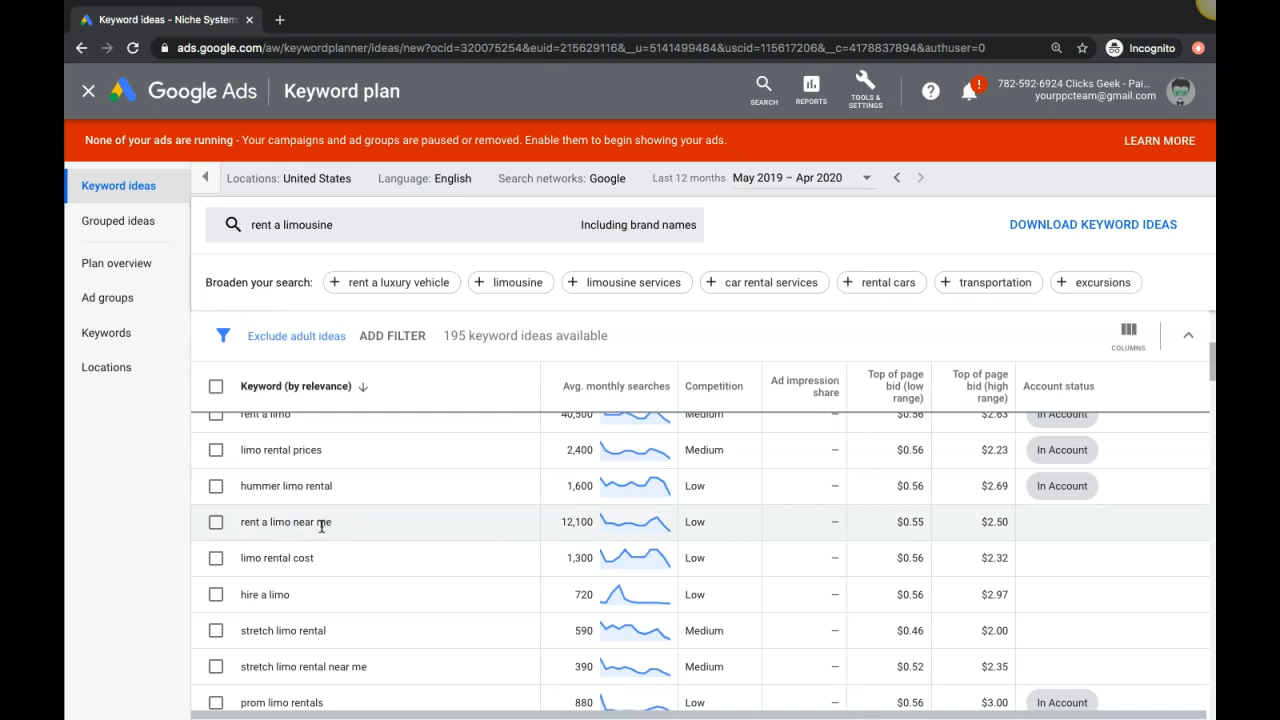 Keyword ideas - Niche System
ads.google.com/aw/keywordplanner/ideas/new?ocid=320075254&euid=215629116&__u=5141499484&uscid=115617206&__c=4178837894&authuser=0
Incognito
Google Ads
Keyword plan
SEARCH
REPORTS
TOOLS & SETTINGS
782-592-6924 Clicks Geek - Pai...
yourppcteam@gmail.com
None of your ads are running - Your campaigns and ad groups are paused or removed. Enable them to begin showing your ads.
LEARN MORE
Keyword ideas
Grouped ideas
Plan overview
Ad groups
Keywords
Locations
Locations: United States Language: English Search networks: Google Last 12 months May 2019 – Apr 2020
rent a limousine Including brand names
DOWNLOAD KEYWORD IDEAS
Broaden your search: + rent a luxury vehicle + limousine + limousine services + car rental services + rental cars + transportation + excursions
Exclude adult ideas ADD FILTER 195 keyword ideas available
COLUMNS
Keyword (by relevance) Avg. monthly searches Competition Ad impression share Top of page bid (low range) Top of page bid (high range) Account status
rent a limo 40,500 Medium – $0.56 $2.63 In Account
limo rental prices 2,400 Medium – $0.56 $2.23 In Account
hummer limo rental 1,600 Low – $0.56 $2.69 In Account
rent a limo near me 12,100 Low – $0.55 $2.50
limo rental cost 1,300 Low – $0.56 $2.32
hire a limo 720 Low – $0.56 $2.97
stretch limo rental 590 Medium – $0.46 $2.00
stretch limo rental near me 390 Medium – $0.52 $2.35
prom limo rentals 880 Low – $0.56 $3.00 In Account